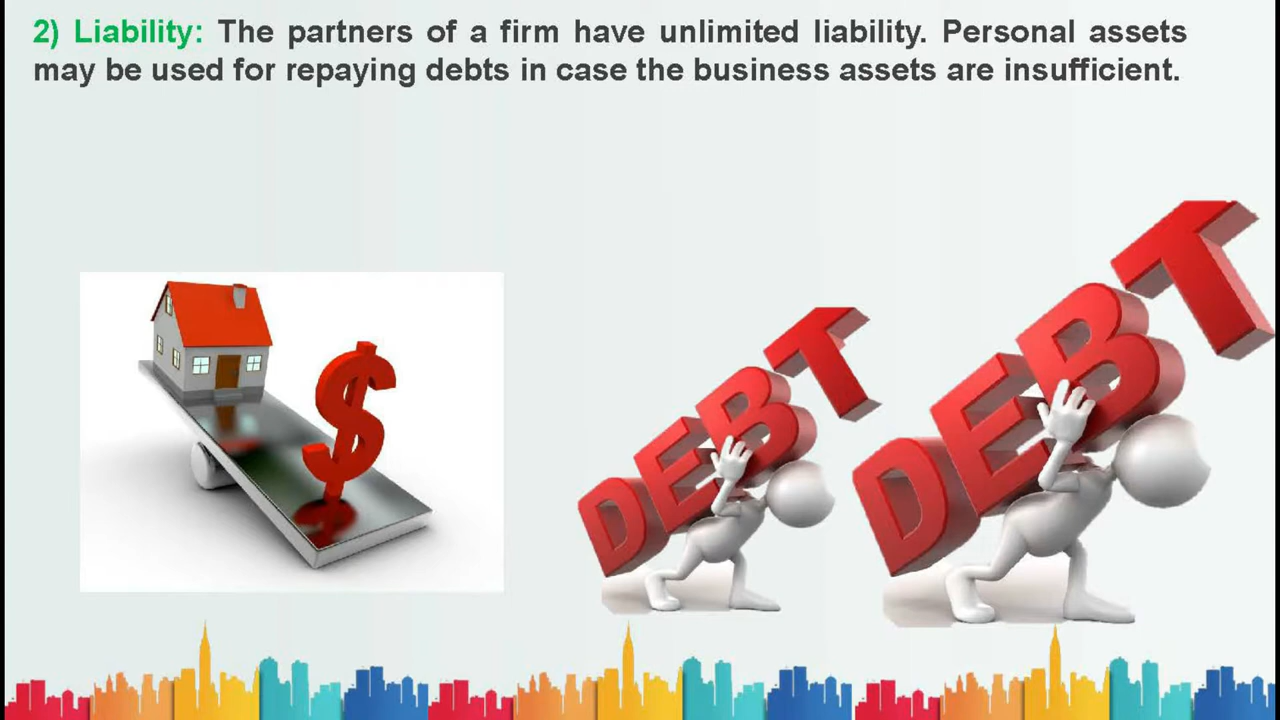 2) Liability: The partners of a firm have unlimited liability. Personal assets
may be used for repaying debts in case the business assets are insufficient.
$
DEBT
DEBT